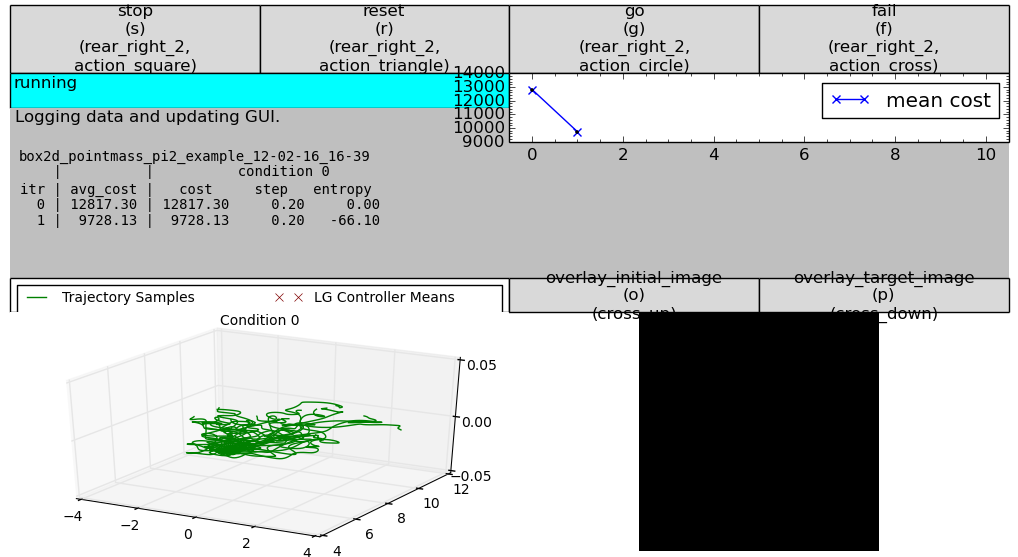 stop
(s)
(rear_right_2,
action_square)
reset
(r)
(rear_right_2,
action_triangle)
go
(g)
(rear_right_2,
action_circle)
fail
(f)
(rear_right_2,
action_cross)
running
Logging data and updating GUI.
box2d_pointmass_pi2_example_12-02-16_16-39
| | condition 0
itr | avg_cost | cost step entropy
0 | 12817.30 | 12817.30 0.20 0.00
1 | 9728.13 | 9728.13 0.20 -66.10
14000
13000
12000
11000
10000
9000
mean cost
0 2 4 6 8 10
Trajectory Samples
LG Controller Means
overlay_initial_image
(o)
(cross_up)
overlay_target_image
(p)
(cross_down)
Condition 0
0.05
0.00
−0.05
−4 −2 0 2 4
4 6 8 10 12